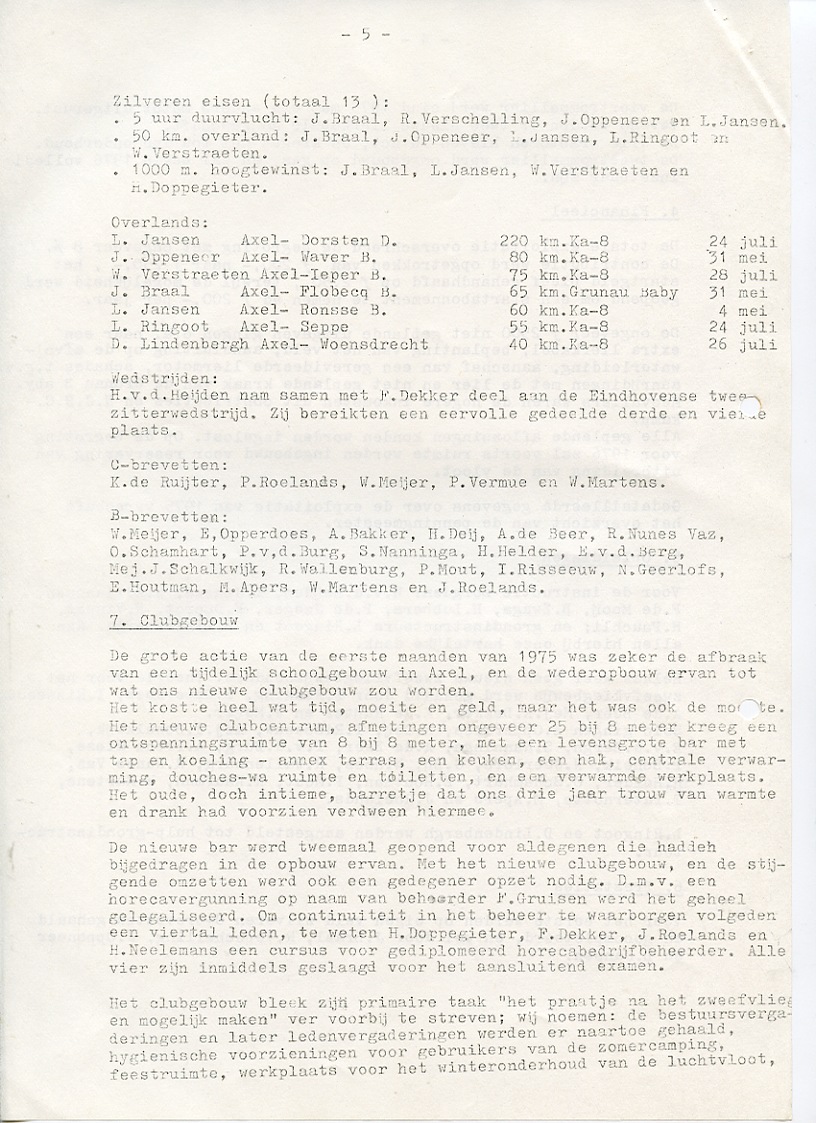 - 5 -
Zilveren eisen (totaal 13 ):
. 5 uur duurvlucht: J.Braal, R.Verschelling, J.Oppeneer en L.Jansen.
. 50 km. overland: J.Braal, J.Oppeneer, L.Jansen, L.Ringoot en
W.Verstraeten.
. 1000 m. hoogtewinst: J.Braal, L.Jansen, W.Verstraeten en
H.Doppegieter.
Overlands:
L. Jansen Axel- Dorsten D. 220 km.Ka-8 24 juli
J. Oppeneer Axel- Waver B. 80 km.Ka-8 31 mei
W. Verstraeten Axel-Ieper B. 75 km.Ka-8 28 juli
J. Braal Axel- Flobecq B. 65 km.Grunau Baby 31 mei
L. Jansen Axel- Ronsse B. 60 km.Ka-8 4 mei
L. Ringoot Axel- Seppe 55 km.Ka-8 24 juli
D. Lindenbergh Axel- Woensdrecht 40 km.Ka-8 26 juli
Wedstrijden:
H.v.d.Heijden nam samen met F.Dekker deel aan de Eindhovense twee-
zitterwedstrijd. Zij bereikten een eervolle gedeelde derde en vierde
plaats.
C-brevetten:
K.de Ruijter, P.Roelands, W.Meijer, P.Vermue en W.Martens.
B-brevetten:
W.Meijer, E,Opperdoes, A.Bakker, H.Deij, A.de Beer, R.Nunes Vaz,
O.Schamhart, P.v,d.Burg, S.Nanninga, H.Helder, E.v.d.Berg,
Mej.J.Schalkwijk, R.Wallenburg, P.Mout, I.Risseeuw, N.Geerlofs,
E.Houtman, M.Apers, W.Martens en J.Roelands.
7. Clubgebouw
De grote actie van de eerste maanden van 1975 was zeker de afbraak
van een tijdelijk schoolgebouw in Axel, en de wederopbouw ervan tot
wat ons nieuwe clubgebouw zou worden.
Het kostte heel wat tijd, moeite en geld, maar het was ook de moeite.
Het nieuwe clubcentrum, afmetingen ongeveer 25 bij 8 meter kreeg een
ontspanningsruimte van 8 bij 8 meter, met een levensgrote bar met
tap en koeling - annex terras, een keuken, een hal, centrale verwar-
ming, douches-wa ruimte en toiletten, en een verwarmde werkplaats.
Het oude, doch intieme, barretje dat ons drie jaar trouw van warmte
en drank had voorzien verdween hiermee.
De nieuwe bar werd tweemaal geopend voor aldegenen die haddeh
bijgedragen in de opbouw ervan. Met het nieuwe clubgebouw, en de stij-
gende omzetten werd ook een gedegener opzet nodig. D.m.v. een
horecavergunning op naam van beheerder F.Gruisen werd het geheel
gelegaliseerd. Om continuiteit in het beheer te waarborgen volgeden
een viertal leden, te weten H.Doppegieter, F.Dekker, J.Roelands en
H.Neelemans een cursus voor gediplomeerd horecabedrijfbeheerder. Alle
vier zijn inmiddels geslaagd voor het aansluitend examen.
Het clubgebouw bleek zijn primaire taak "het praatje na het zweefvlieg
en mogelijk maken" ver voorbij te streven; wij noemen: de bestuursverga-
deringen en later ledenvergaderingen werden er naartoe gehaald,
hygienische voorzieningen voor gebruikers van de zomercamping,
feestruimte, werkplaats voor het winteronderhoud van de luchtvloot,